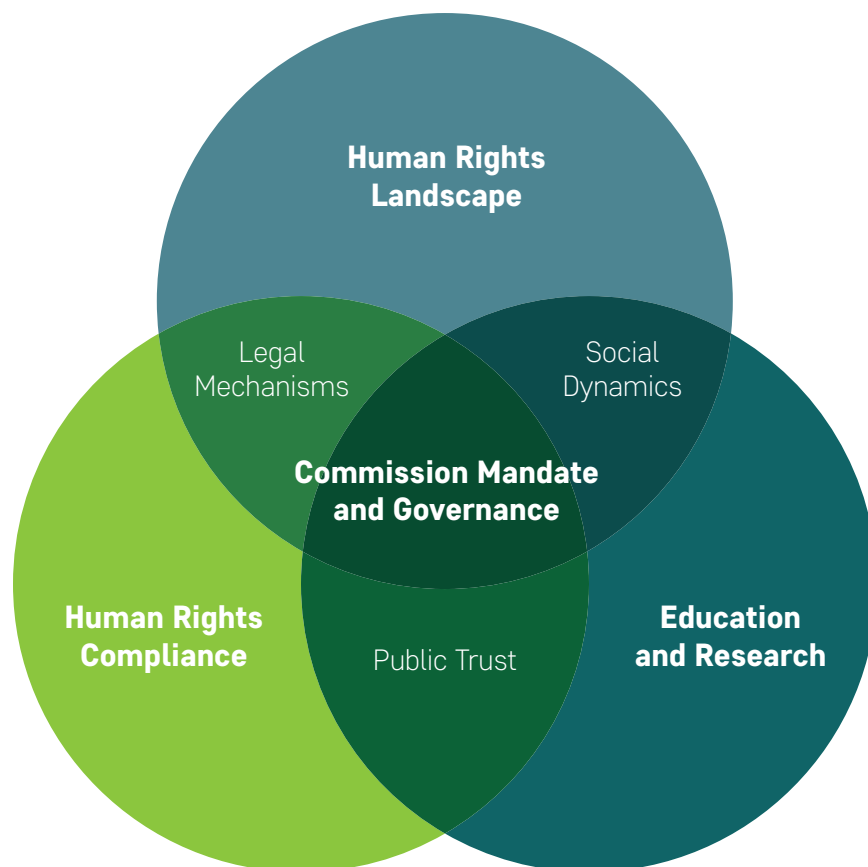 Human Rights
Landscape
Legal
Mechanisms
Social
Dynamics
Commission Mandate
and Governance
Human Rights
Compliance
Public Trust
Education
and Research